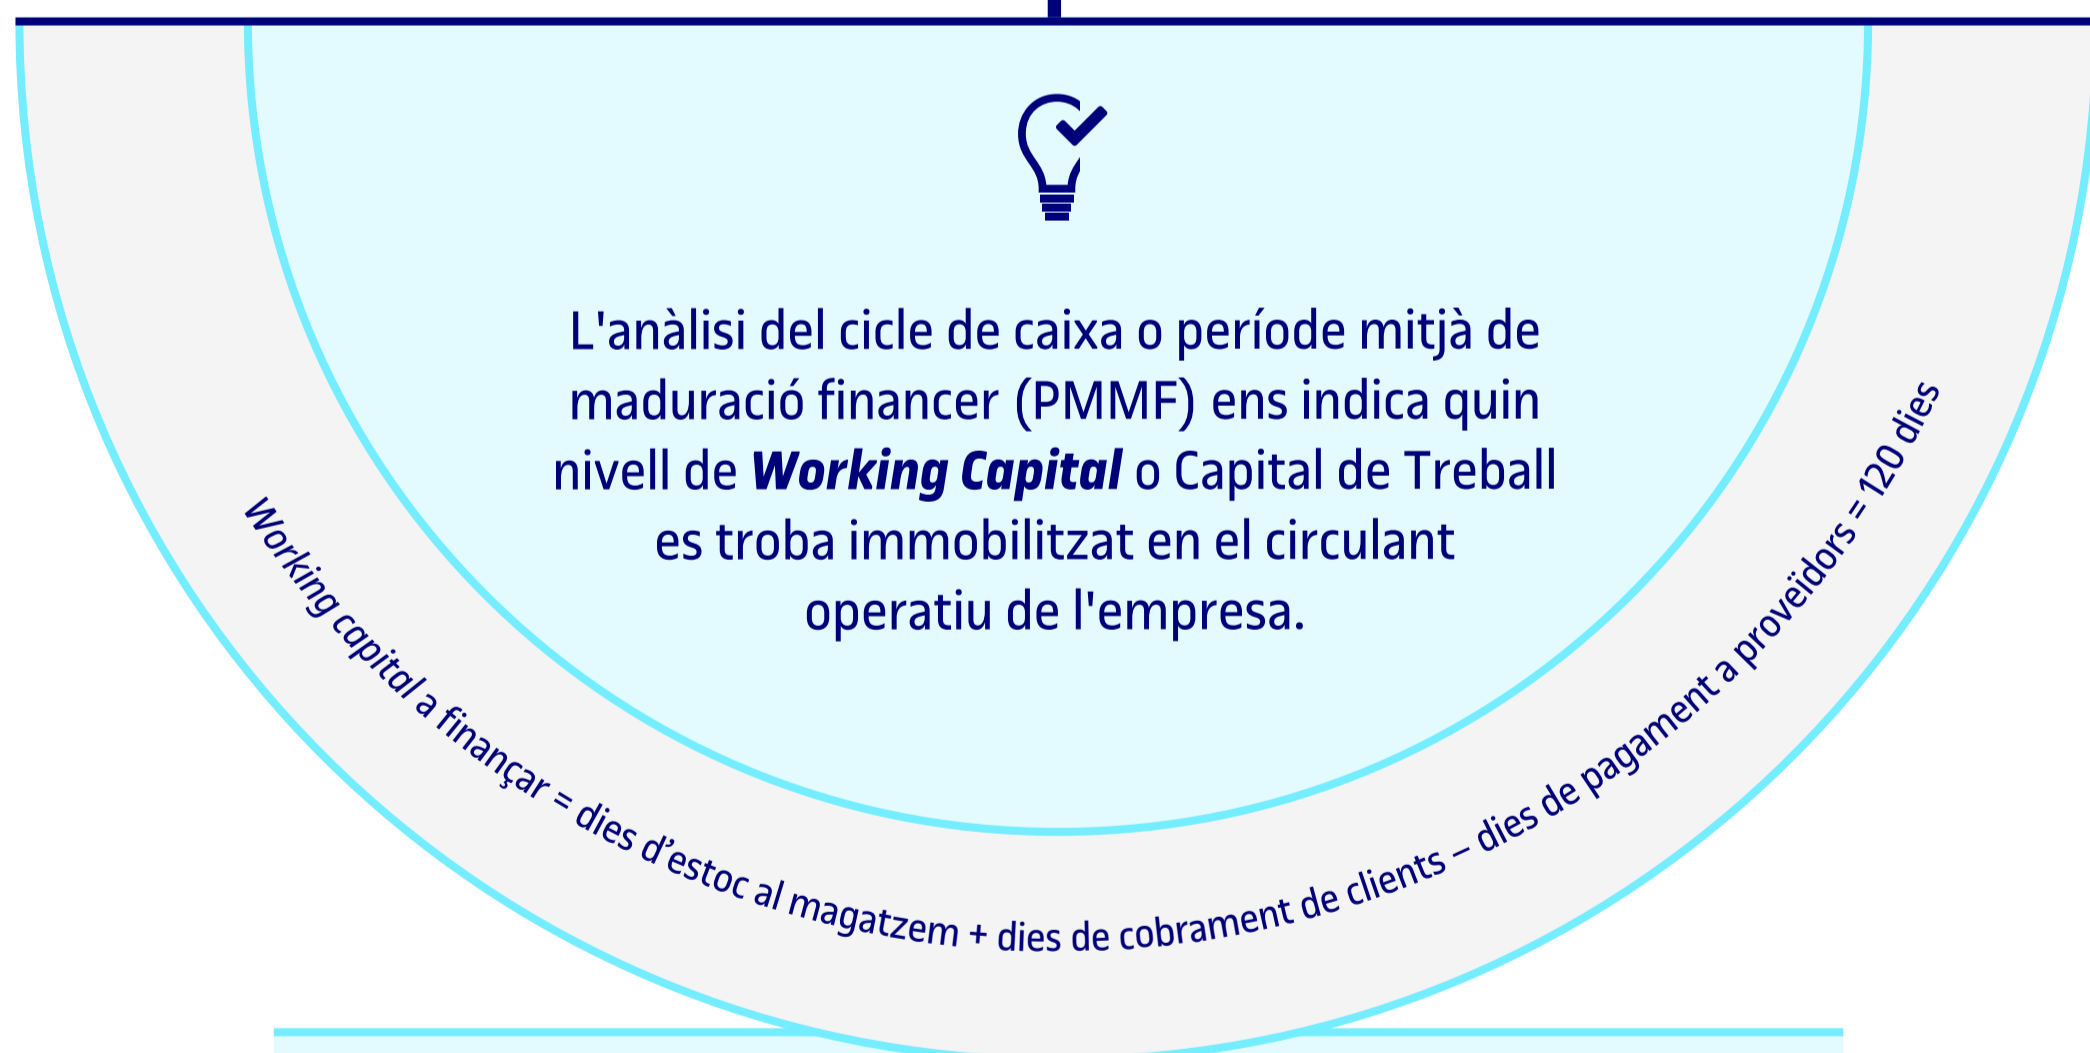 L'anàlisi del cicle de caixa o període mitjà de
maduració financer (PMMF) ens indica quin
nivell de Working Capital o Capital de Treball
es troba immobilitzat en el circulant
operatiu de l'empresa.
Working capital a finançar = dies d’estoc al magatzem + dies de cobrament de clients – dies de pagament a proveïdors = 120 dies